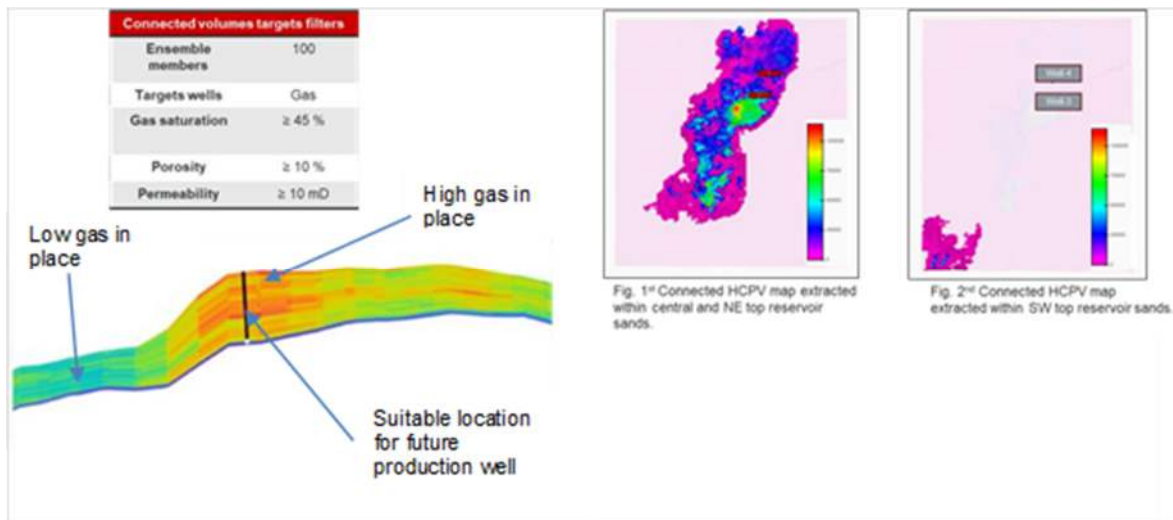 Connected volumes targets filters
Ensemble
members
100
Targets wells
Gas
Gas saturation
≥ 45 %
Porosity
≥ 10 %
Permeability
≥ 10 mD
High gas in
place
Low gas in
place
Suitable location
for future
production well
Fig. 1st Connected HCPV map extracted
within central and NE top reservoir
sands.
Well-4
Fig. 2nd Connected HCPV map
extracted within SW top reservoir sands.